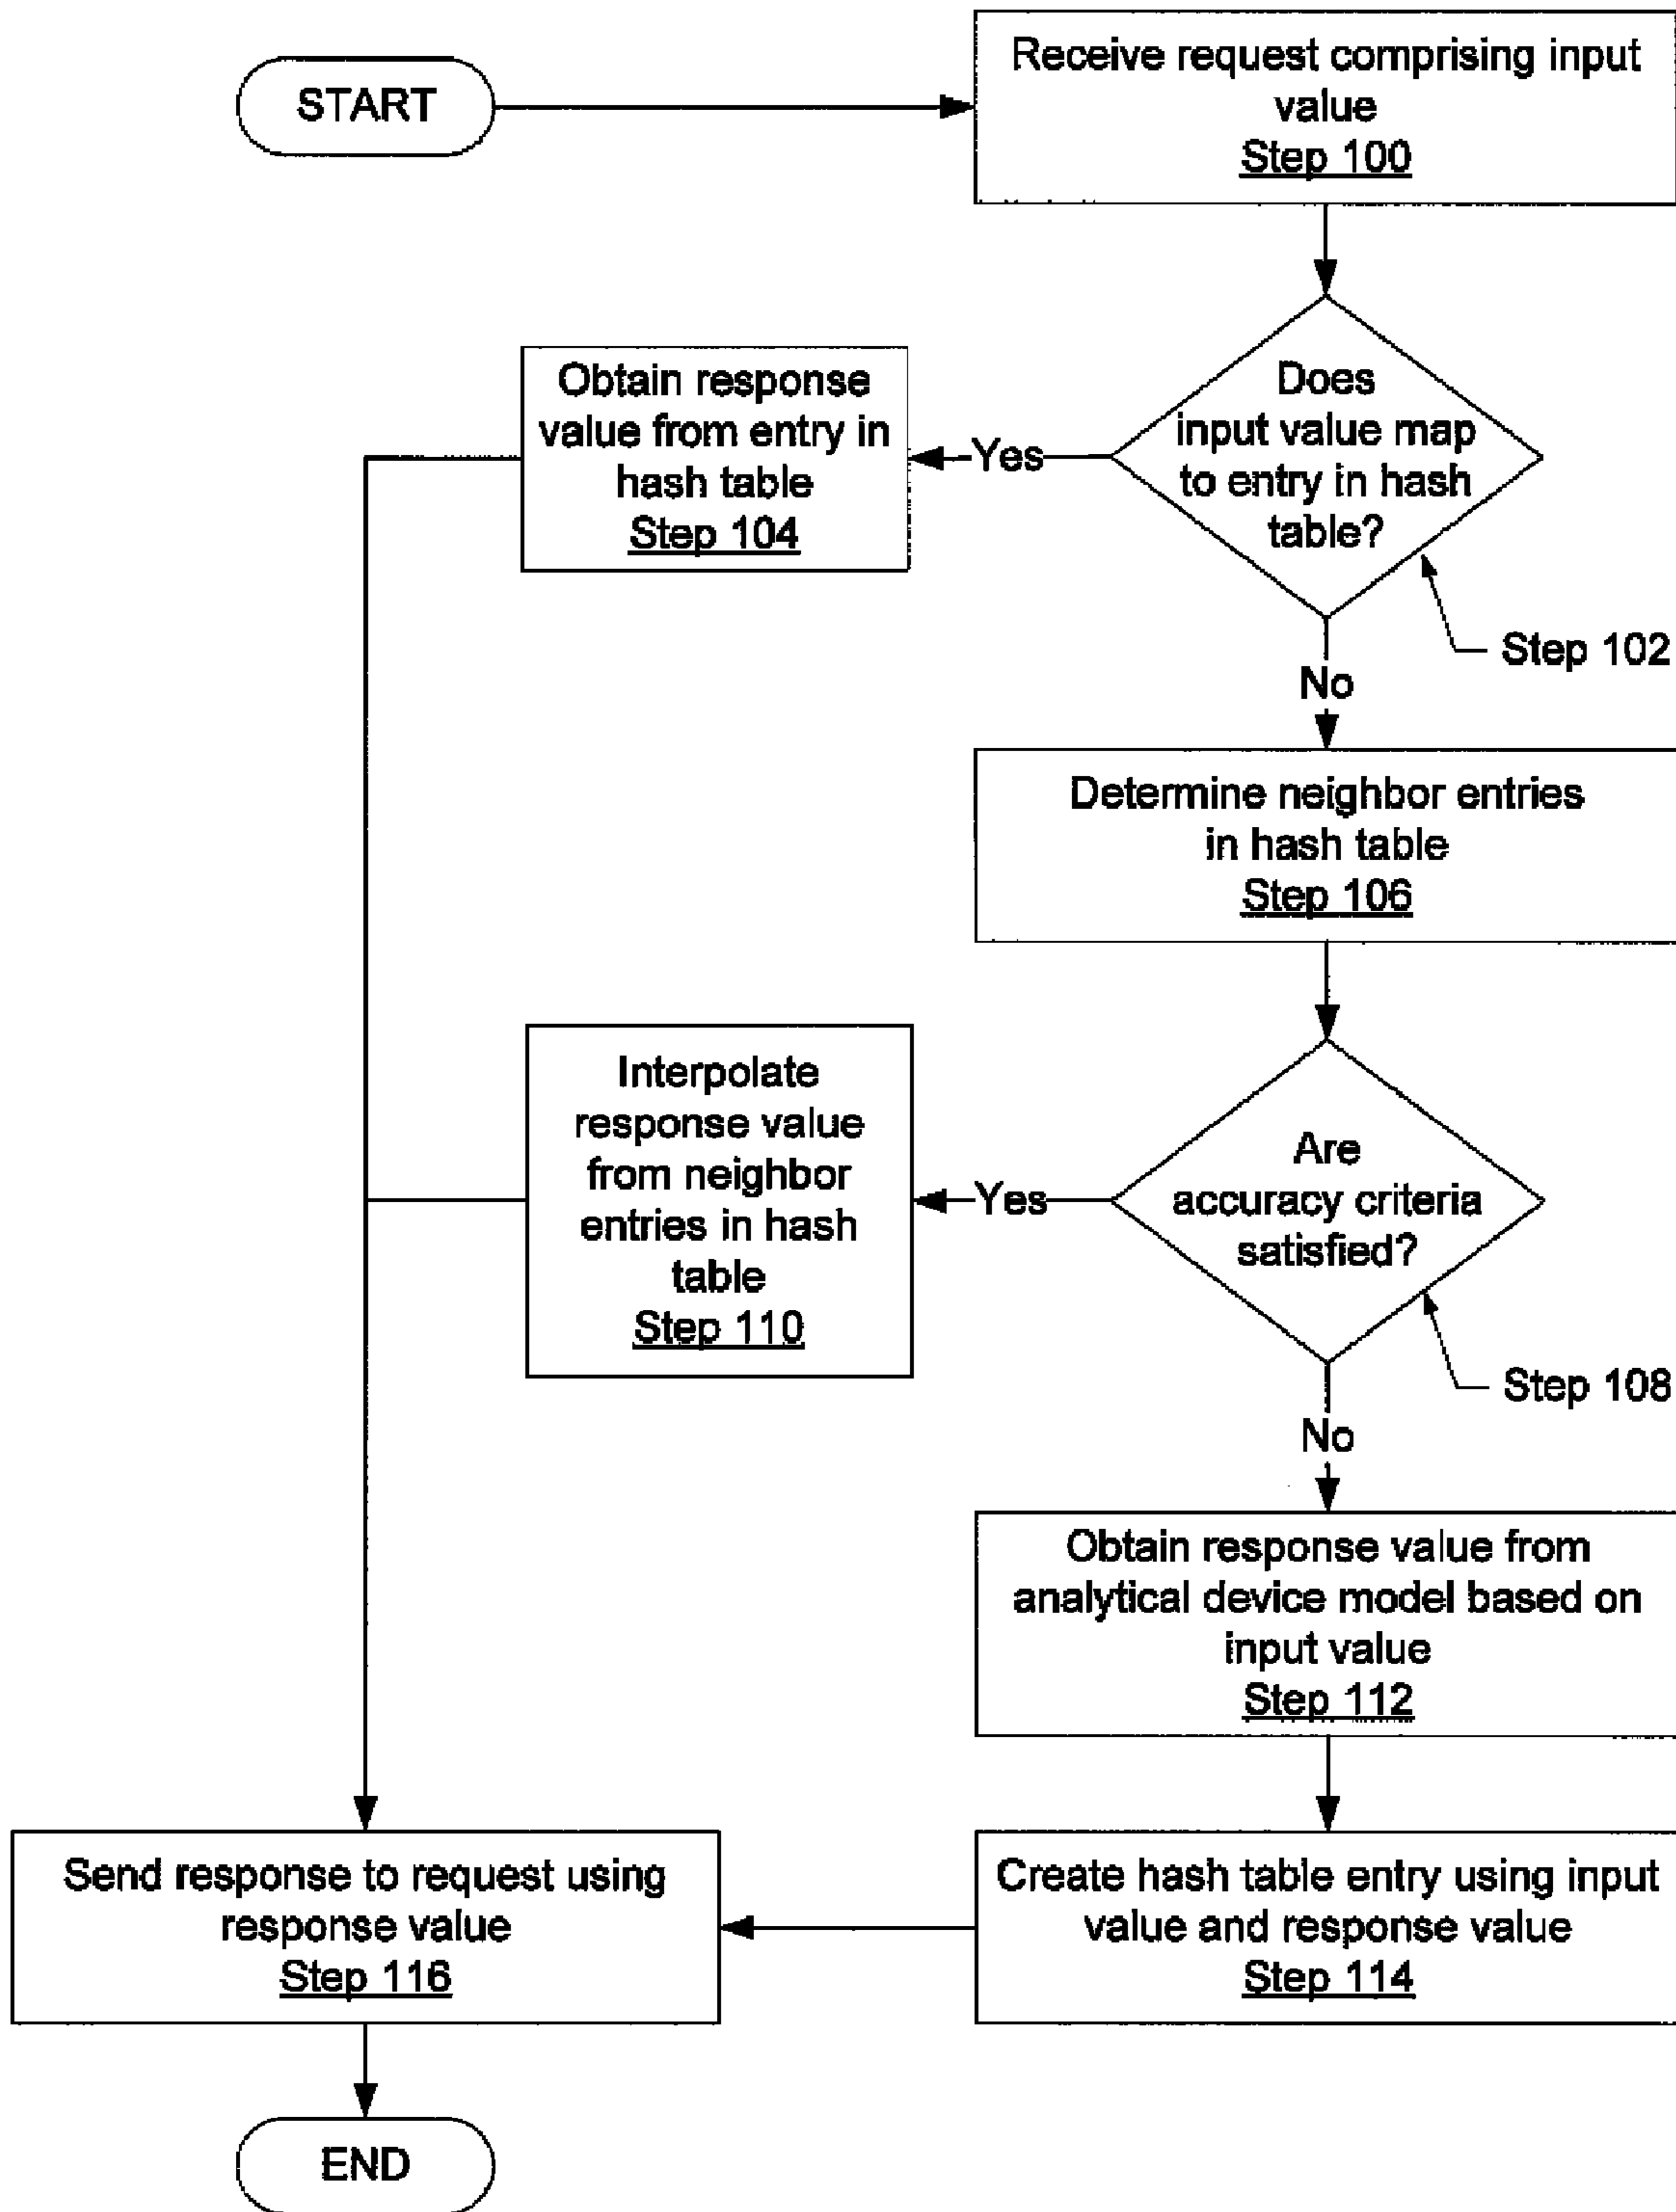 START
Receive request comprising input
value
Step 100
Does
input value map
to entry in hash
table?
Step 102
Yes
Obtain response
value from entry in
hash table
Step 104
No
Determine neighbor entries
in hash table
Step 106
Are
accuracy criteria
satisfied?
Step 108
Yes
Interpolate
response value
from neighbor
entries in hash
table
Step 110
No
Obtain response value from
analytical device model based on
input value
Step 112
Create hash table entry using input
value and response value
Step 114
Send response to request using
response value
Step 116
END